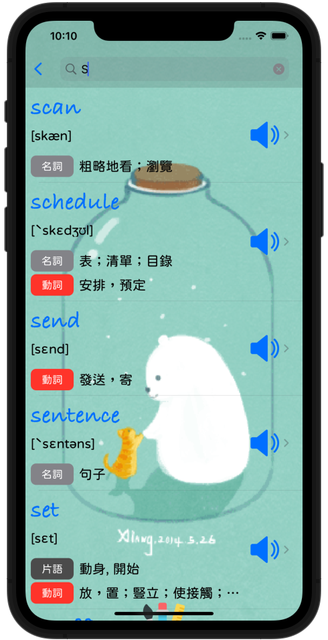 10:10
S
scan
[skæn]
名詞 粗略地看；瀏覽
schedule
[ˋskɛdʒʊl]
名詞 表；清單；目錄
動詞 安排，預定
send
[sɛnd]
動詞 發送，寄
sentence
[ˋsɛntəns]
名詞 句子
Xiang.2014.5.26
set
[sɛt]
片語 動身, 開始
動詞 放，置；豎立；使接觸；…